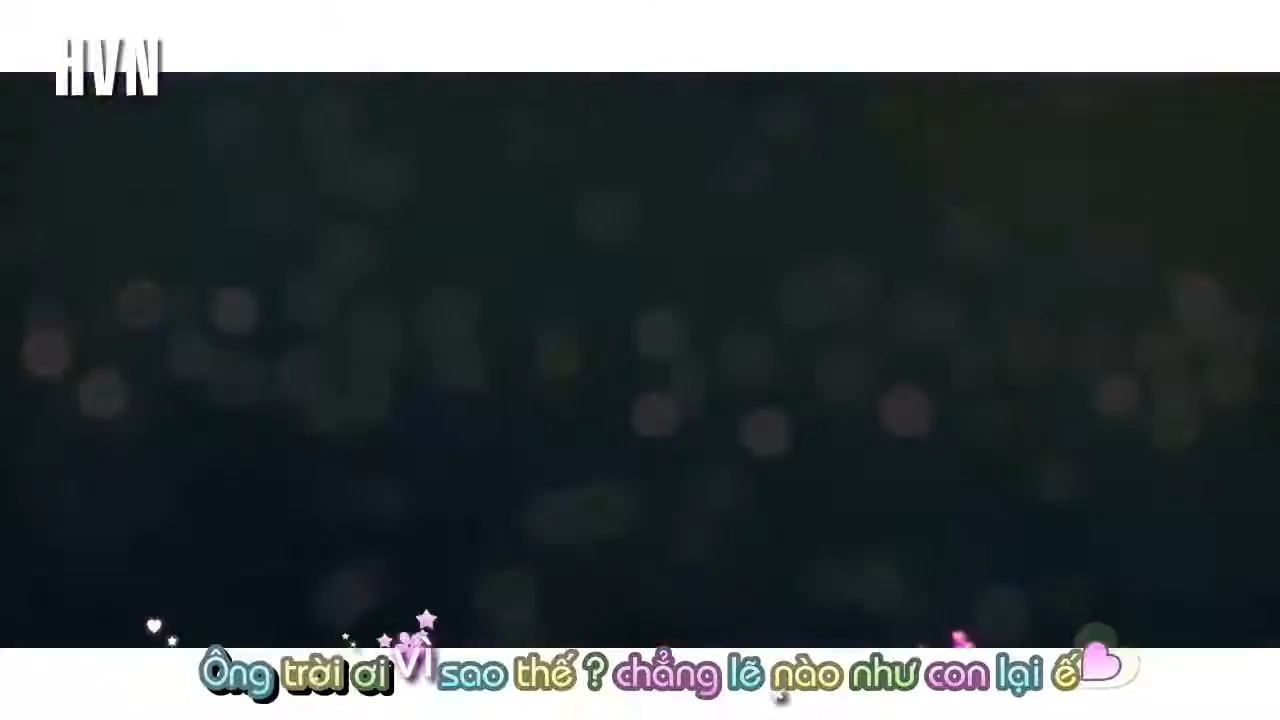 HVN
Ông trời ơi vì sao thế ? chẳng lẽ nào như con lại ế